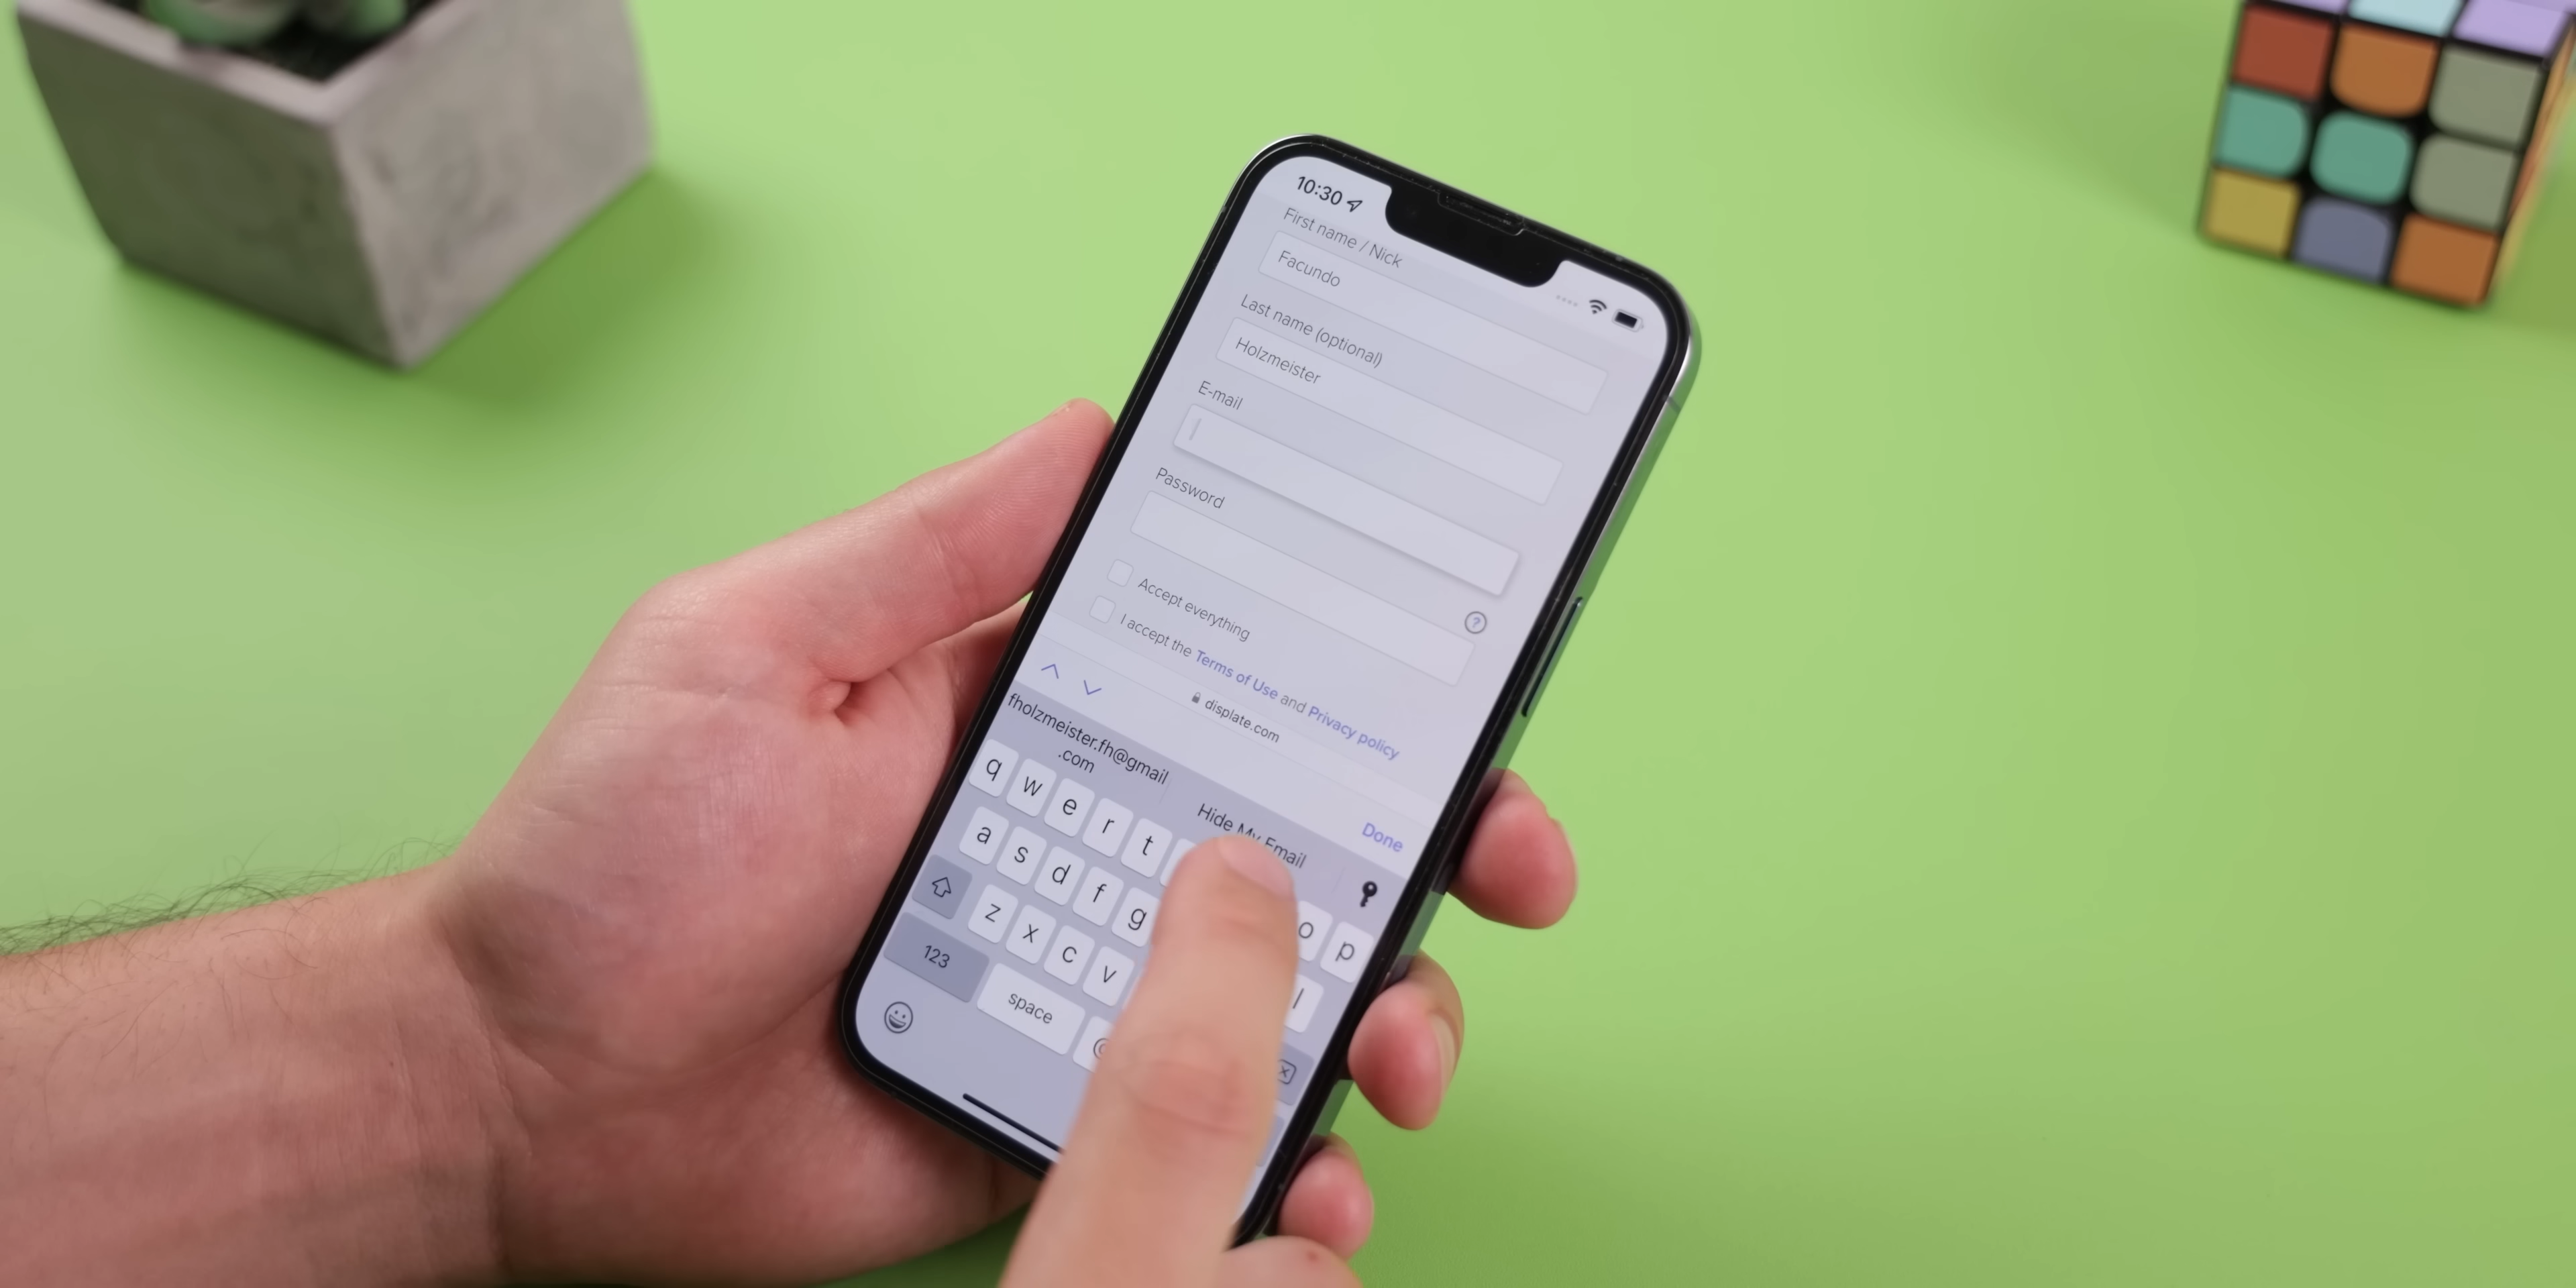 10:30
First name / Nick
Facundo
Last name (optional)
Holzmeister
E-mail
Password
?
Accept everything
I accept the Terms of Use and Privacy policy
displate.com
Done
fholzmeister.fh@gmail
.com
Hide My Email
q w e r t o p
a s d f g l
z x c v
123 space